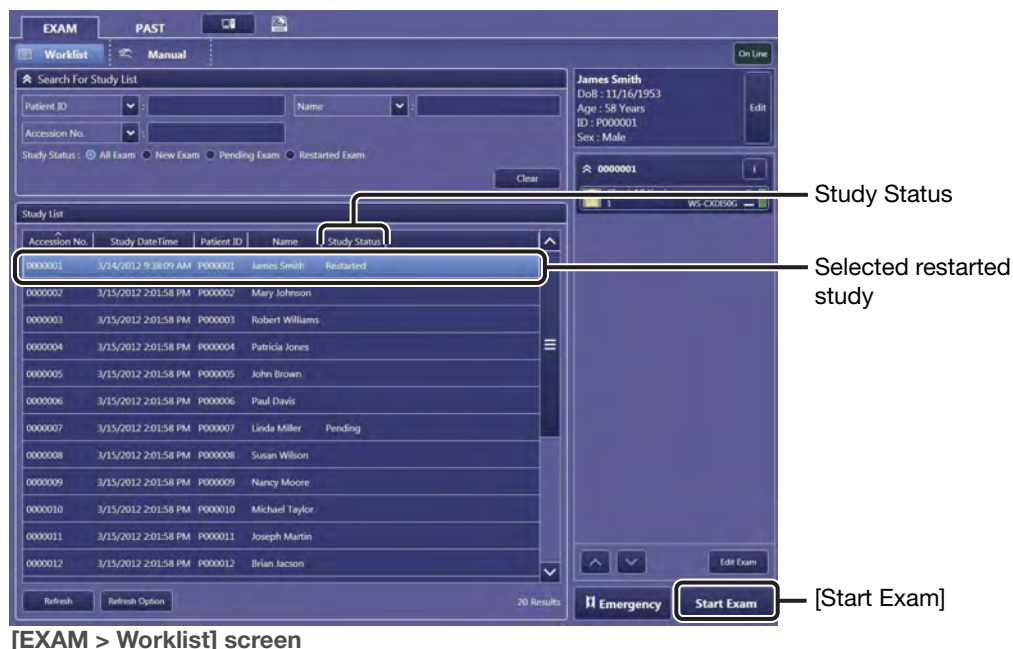 EXAM PAST
Worklist Manual On Line
Search For Study List
Patient ID : Name :
Accession No. :
Study Status : All Exam New Exam Pending Exam Restarted Exam
Clear
James Smith
DoB : 11/16/1953
Age : 58 Years
ID : P000001
Sex : Male
Edit
0000001 i
1 WS-CXDI50G
Study List
Accession No. Study DateTime Patient ID Name Study Status
0000001 3/14/2012 9:38:09 AM P000001 James Smith Restarted
0000002 3/15/2012 2:01:58 PM P000002 Mary Johnson
0000003 3/15/2012 2:01:58 PM P000003 Robert Williams
0000004 3/15/2012 2:01:58 PM P000004 Patricia Jones
0000005 3/15/2012 2:01:58 PM P000005 John Brown
0000006 3/15/2012 2:01:58 PM P000006 Paul Davis
0000007 3/15/2012 2:01:58 PM P000007 Linda Miller Pending
0000008 3/15/2012 2:01:58 PM P000008 Susan Wilson
0000009 3/15/2012 2:01:58 PM P000009 Nancy Moore
0000010 3/15/2012 2:01:58 PM P000010 Michael Taylor
0000011 3/15/2012 2:01:58 PM P000011 Joseph Martin
0000012 3/15/2012 2:01:58 PM P000012 Brian Jacson
Refresh Refresh Option 20 Results
Edit Exam
Emergency Start Exam
Study Status
Selected restarted
study
[Start Exam]
[EXAM > Worklist] screen